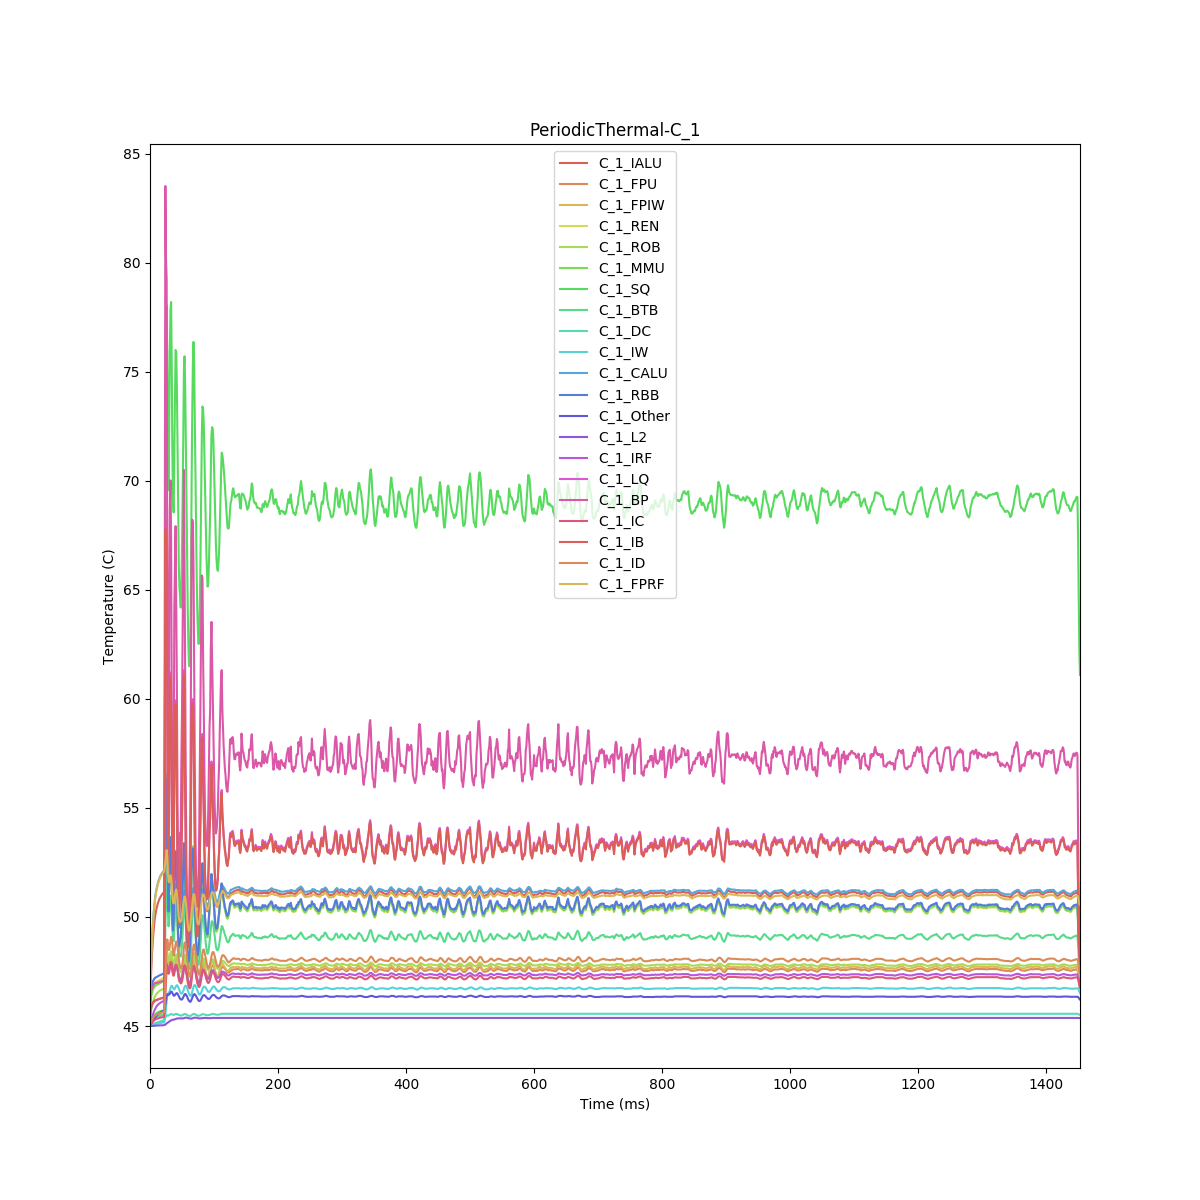 PeriodicThermal-C_1
85
80
75
70
65
60
55
50
45
Temperature (C)
C_1_IALU
C_1_FPU
C_1_FPIW
C_1_REN
C_1_ROB
C_1_MMU
C_1_SQ
C_1_BTB
C_1_DC
C_1_IW
C_1_CALU
C_1_RBB
C_1_Other
C_1_L2
C_1_IRF
C_1_LQ
C_1_BP
C_1_IC
C_1_IB
C_1_ID
C_1_FPRF
0 200 400 600 800 1000 1200 1400
Time (ms)